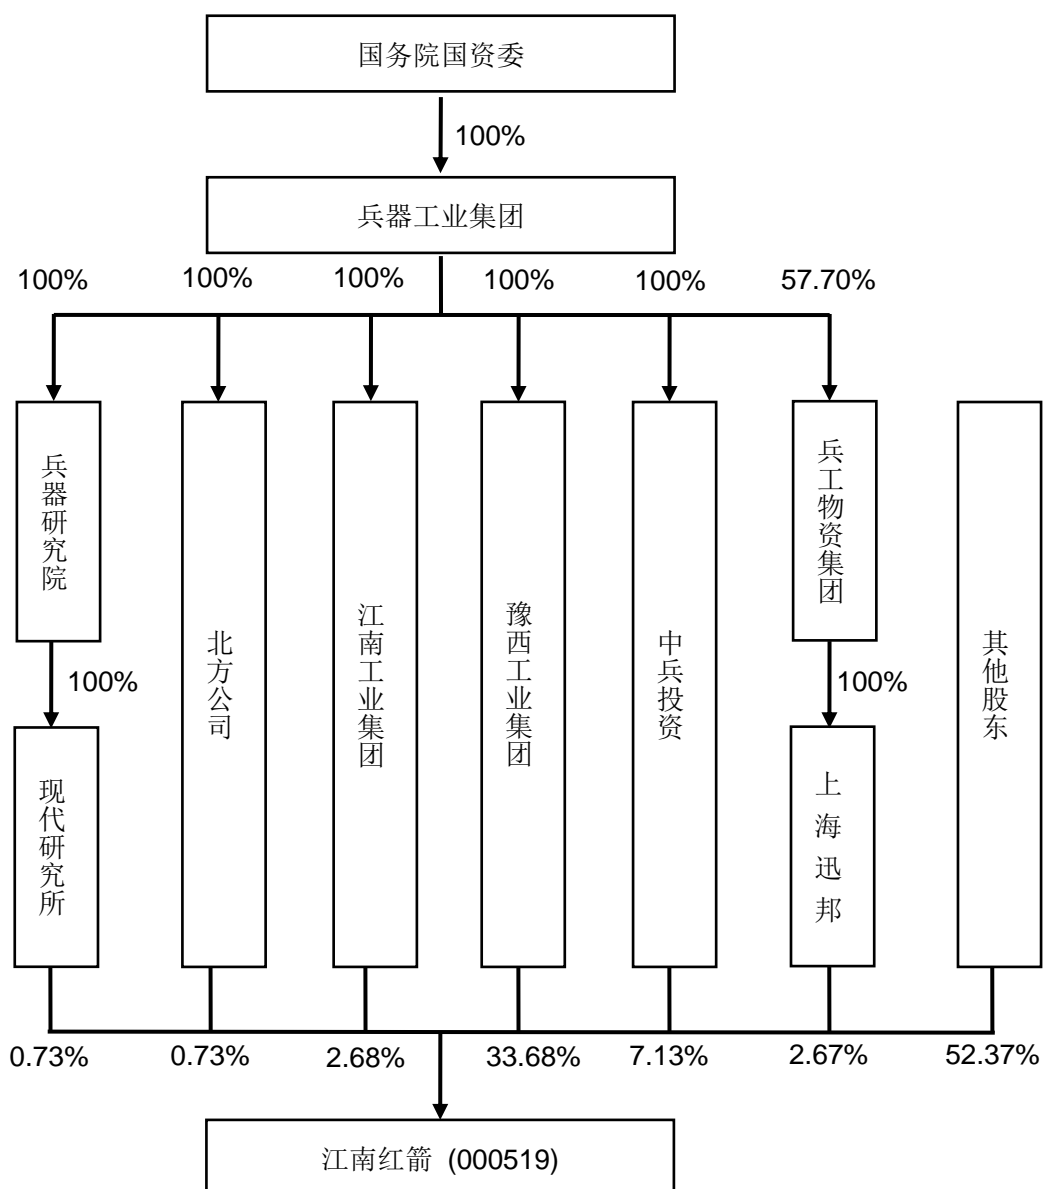 国务院国资委
100%
兵器工业集团
100%
100%
100%
100%
100%
57.70%
兵器研究院
北方公司
江南工业集团
豫西工业集团
中兵投资
兵工物资集团
其他股东
100%
100%
现代研究所
上海迅邦
0.73%
0.73%
2.68%
33.68%
7.13%
2.67%
52.37%
江南红箭 (000519)